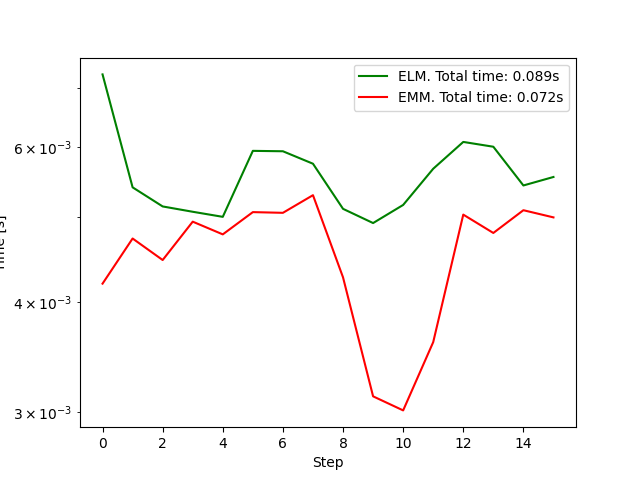 ELM. Total time: 0.089s
EMM. Total time: 0.072s
6 × 10⁻³
4 × 10⁻³
3 × 10⁻³
Time [s]
0 2 4 6 8 10 12 14
Step